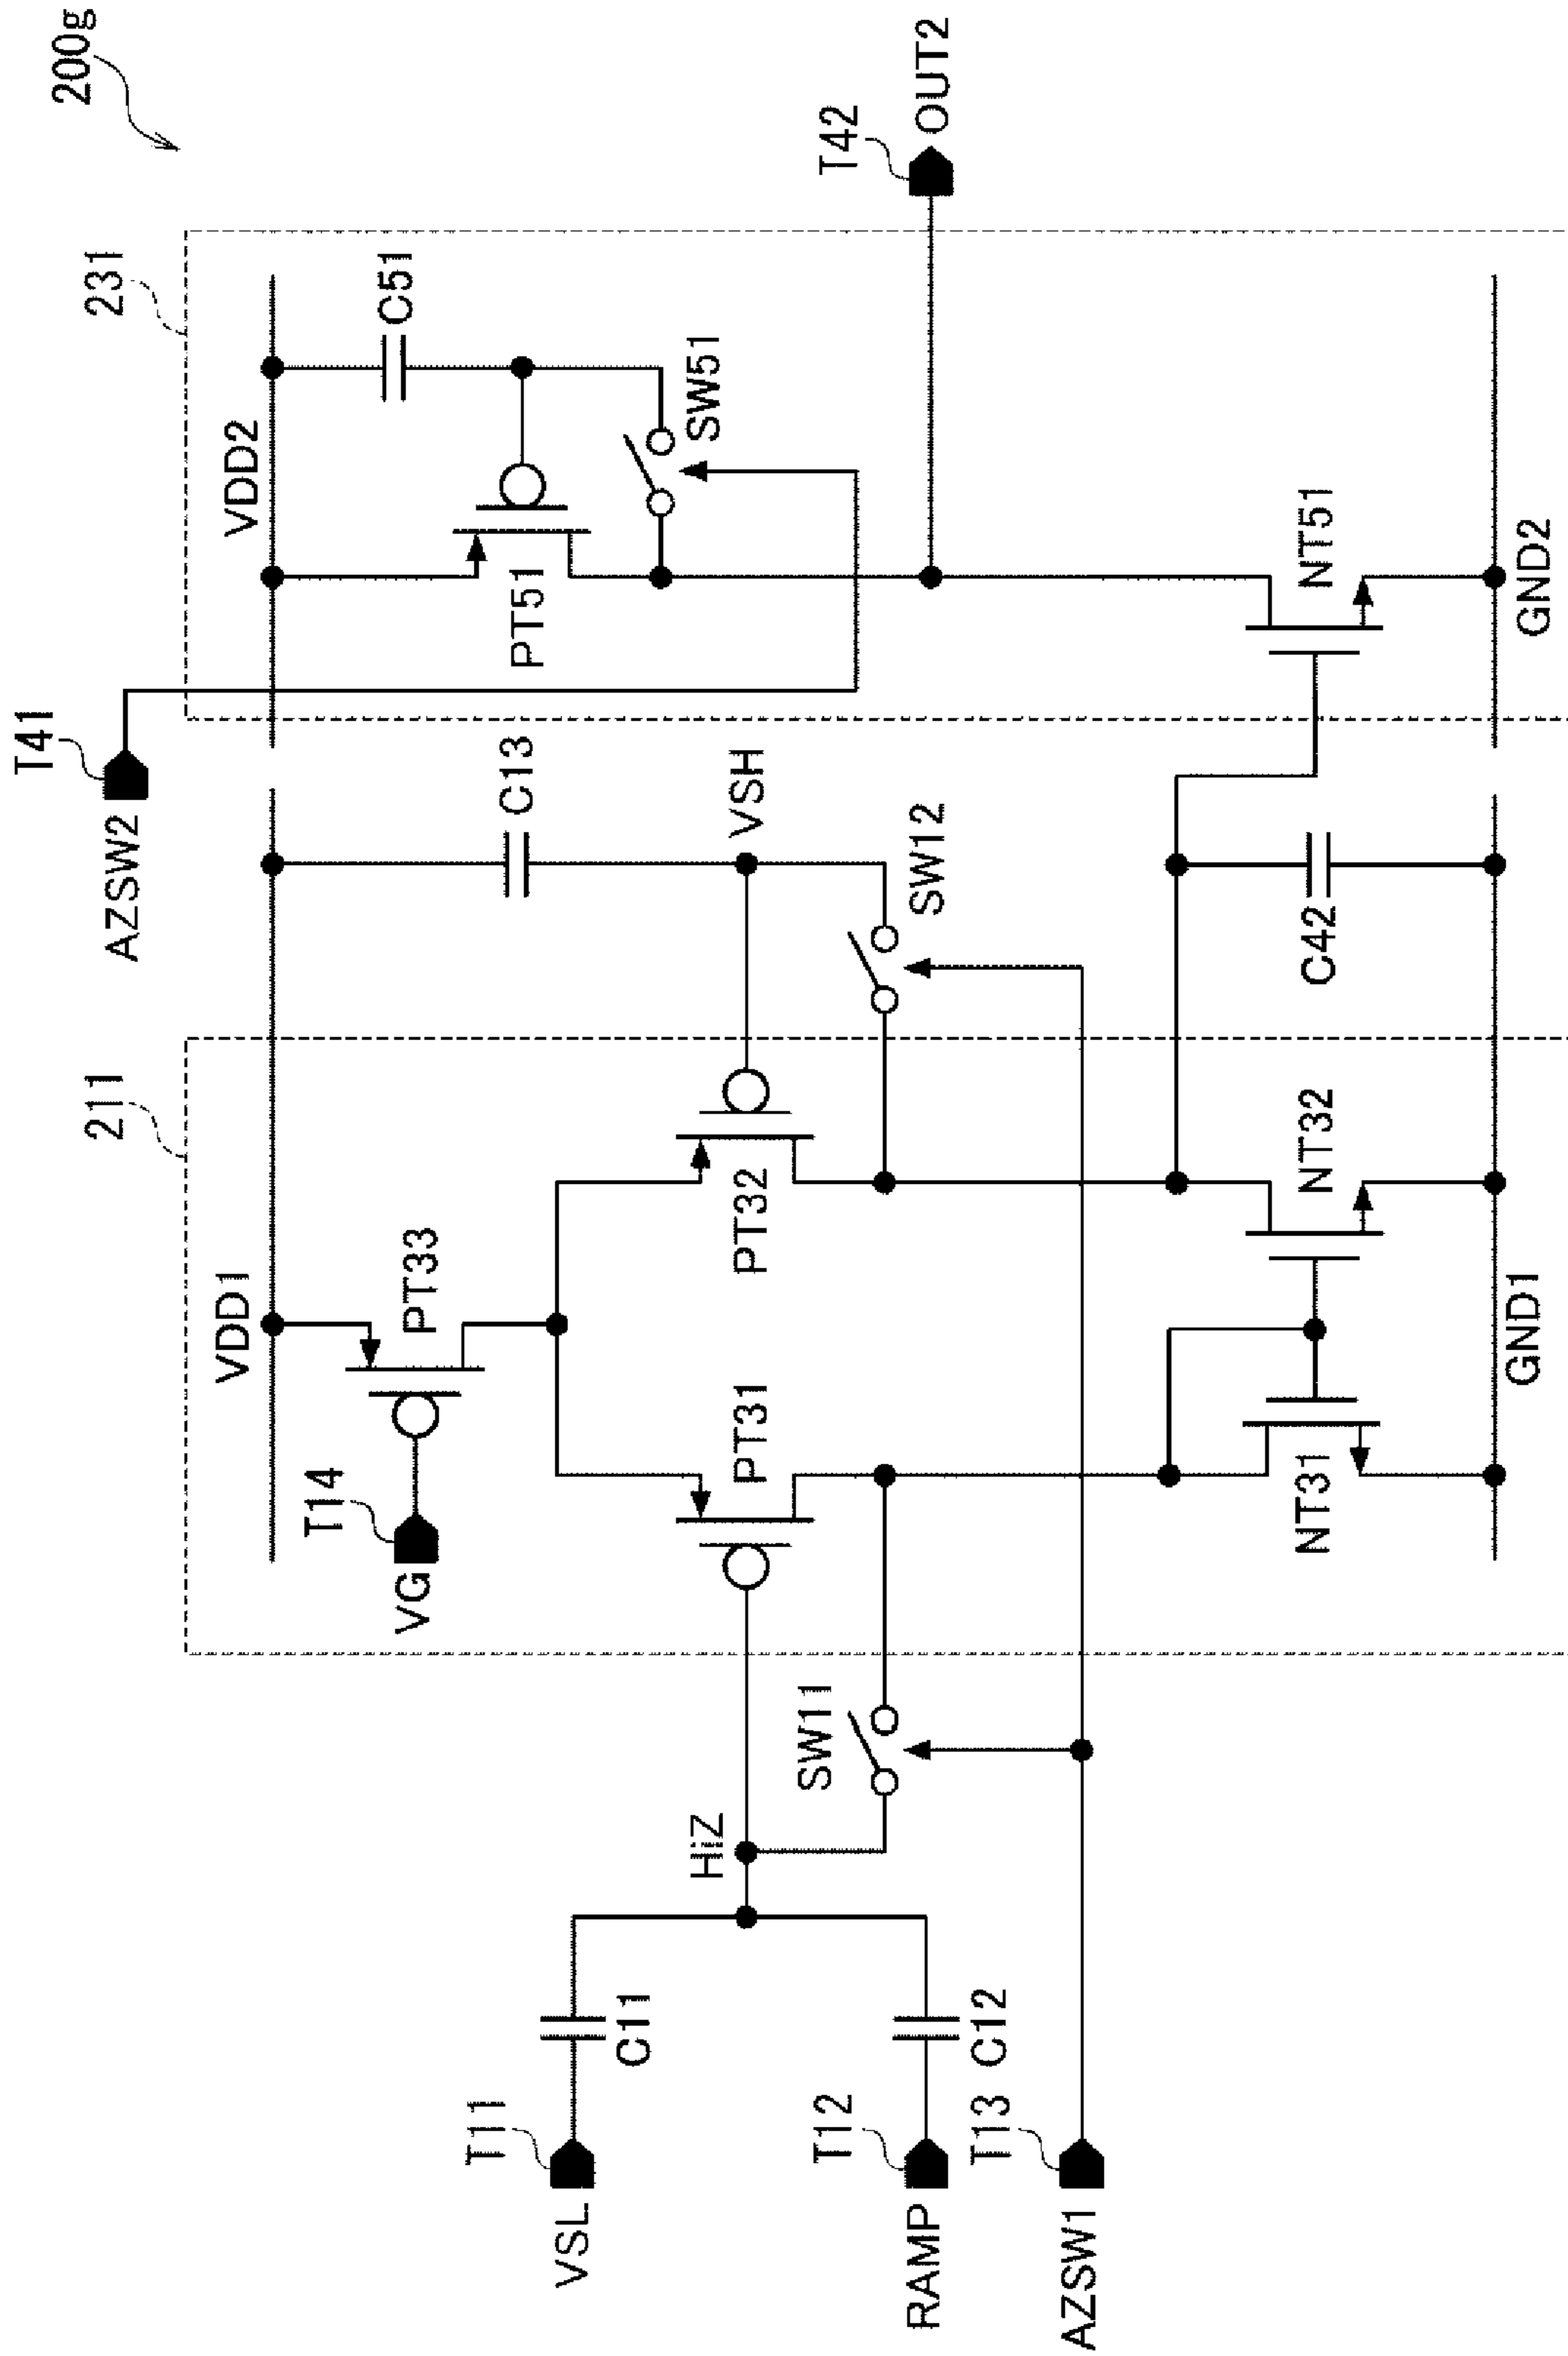 200g
T41
AZSW2
211
231
VDD1
VDD2
T14
VG
PT33
C13
C51
PT51
SW51
T11
VSL
C11
HiZ
PT31
PT32
VSH
SW11
SW12
T42
OUT2
T12
RAMP
C12
T13
AZSW1
NT31
NT32
C42
NT51
GND1
GND2